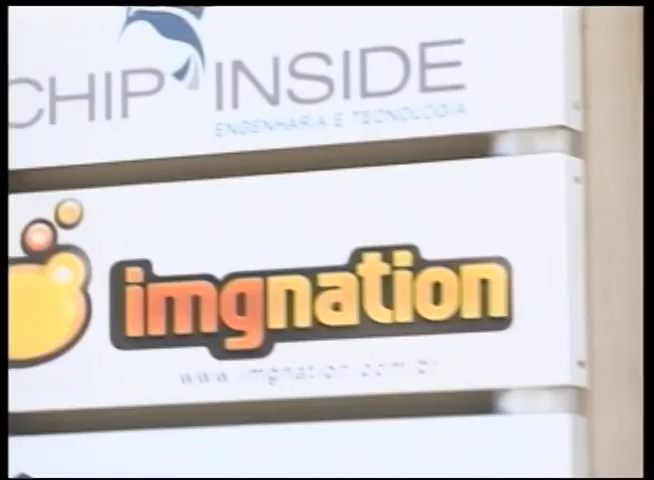 CHIP INSIDE
ENGENHARIA E TECNOLOGIA
imgnation
www.imgnation.com.br